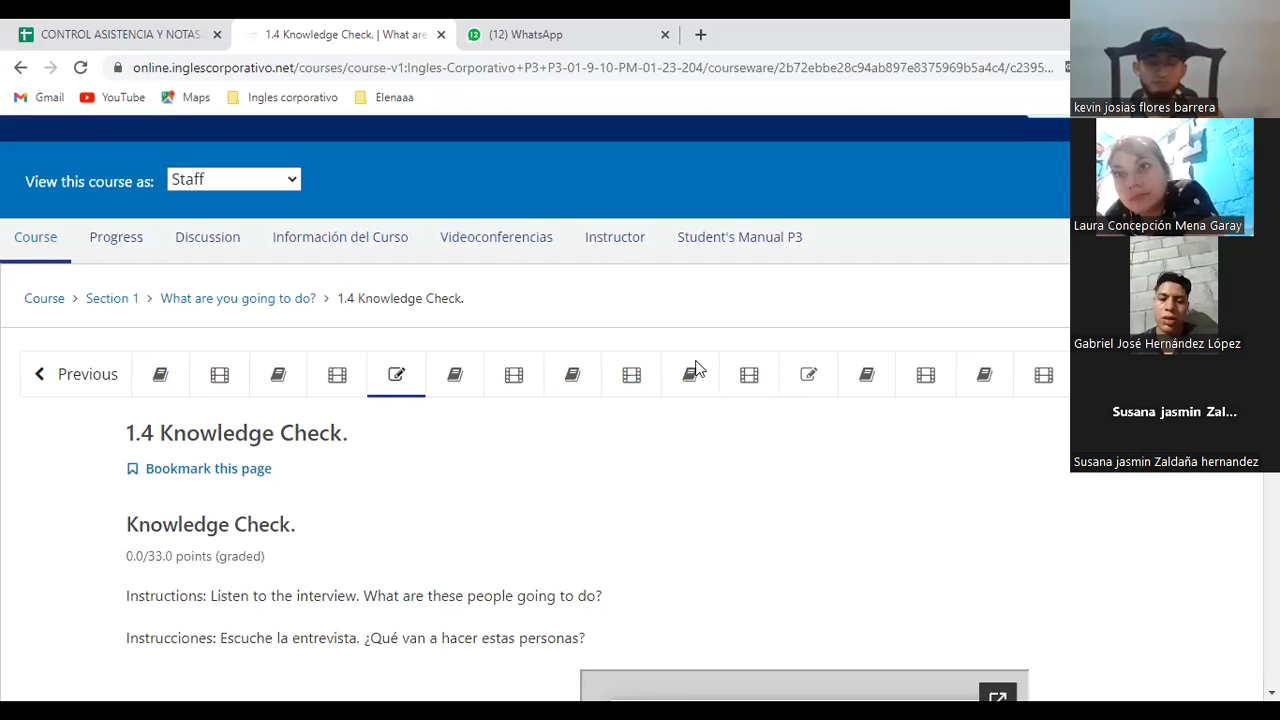 CONTROL ASISTENCIA Y NOTAS
1.4 Knowledge Check. | What are
(12) WhatsApp
online.inglescorporativo.net/courses/course-v1:Ingles-Corporativo+P3+P3-01-9-10-PM-01-23-204/courseware/2b72ebbe28c94ab897e8375969b5a4c4/c2395...
Gmail
YouTube
Maps
Ingles corporativo
Elenaaa
View this course as:
Staff
Course
Progress
Discussion
Información del Curso
Videoconferencias
Instructor
Student's Manual P3
Course > Section 1 > What are you going to do? > 1.4 Knowledge Check.
Previous
1.4 Knowledge Check.
Bookmark this page
Knowledge Check.
0.0/33.0 points (graded)
Instructions: Listen to the interview. What are these people going to do?
Instrucciones: Escuche la entrevista. ¿Qué van a hacer estas personas?
kevin josias flores barrera
Laura Concepción Mena Garay
Gabriel José Hernández López
Susana jasmin Zal...
Susana jasmin Zaldaña hernandez